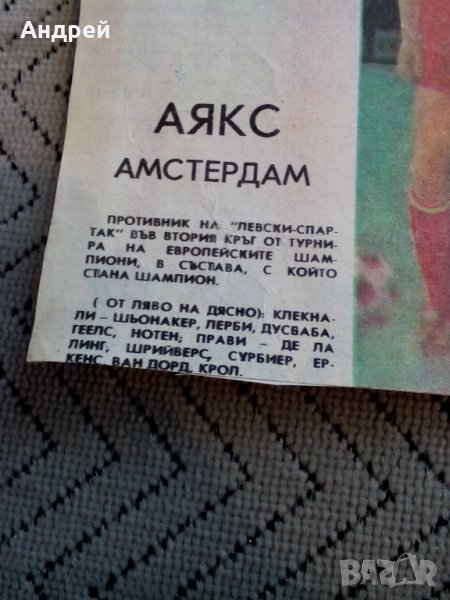 Андрей
АЯКС
АМСТЕРДАМ
ПРОТИВНИК НА "ЛЕВСКИ-СПАР-
ТАК" ВЪВ ВТОРИЯ КРЪГ ОТ ТУРНИ-
РА НА ЕВРОПЕЙСКИТЕ ШАМ-
ПИОНИ, В СЪСТАВА, С КОЙТО
СТАНА ШАМПИОН.
( ОТ ЛЯВО НА ДЯСНО): КЛЕКНА-
ЛИ – ШЬОНАКЕР, ЛЕРБИ, ДУСВАБА,
ГЕЕЛС, НОТЕН; ПРАВИ – ДЕ ПА
ЛИНГ, ШРИЙВЕРС, СУРБИЕР, ЕР-
КЕНС, ВАН ДОРД, КРОЛ.
BAZAR